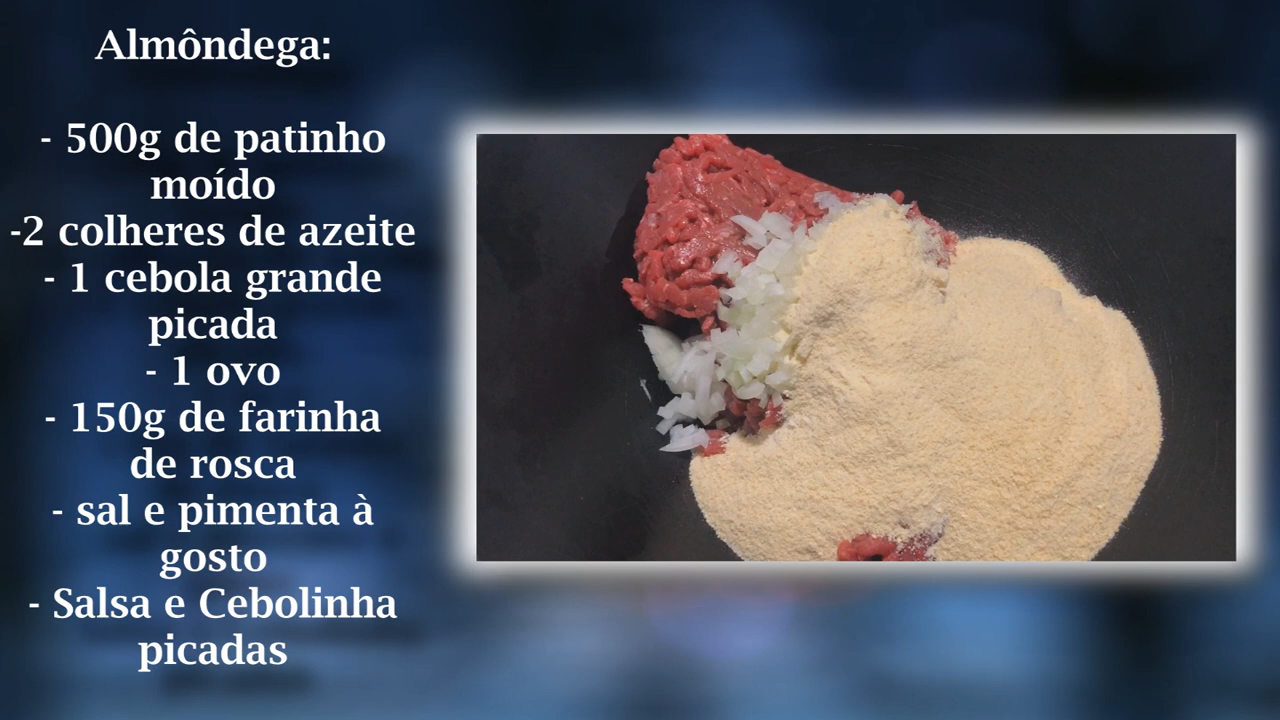 Almôndega:
- 500g de patinho
moído
-2 colheres de azeite
- 1 cebola grande
picada
- 1 ovo
- 150g de farinha
de rosca
- sal e pimenta à
gosto
- Salsa e Cebolinha
picadas